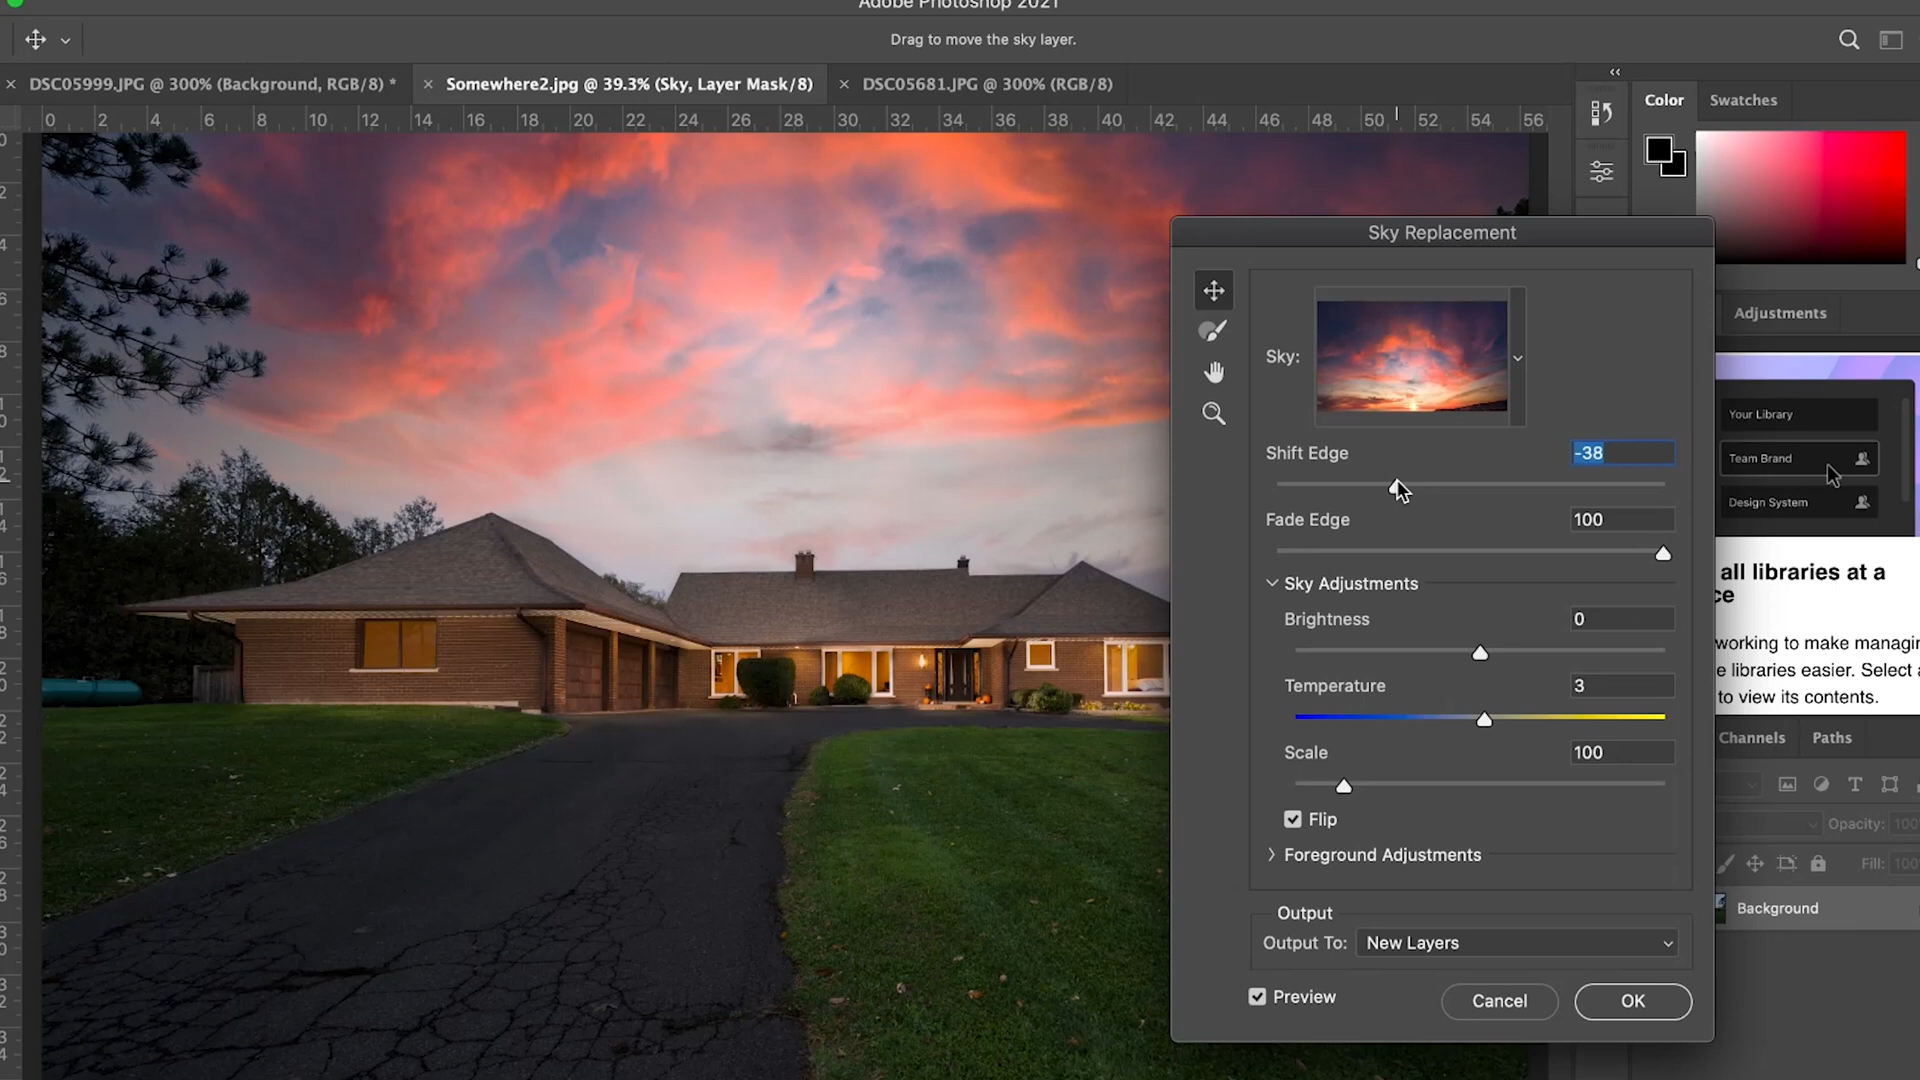 Adobe Photoshop 2021
Drag to move the sky layer.
DSC05999.JPG @ 300% (Background, RGB/8) *
Somewhere2.jpg @ 39.3% (Sky, Layer Mask/8)
DSC05681.JPG @ 300% (RGB/8)
0 2 4 6 8 10 12 14 16 18 20 22 24 26 28 30 32 34 36 38 40 42 44 46 48 50 52 54 56
Color
Swatches
Sky Replacement
Sky:
Shift Edge
-38
Fade Edge
100
Sky Adjustments
Brightness
0
Temperature
3
Scale
100
Flip
Foreground Adjustments
Output
Output To:
New Layers
Preview
Cancel
OK
Adjustments
Your Library
Team Brand
Design System
all libraries at a
ce
working to make managin
e libraries easier. Select a
to view its contents.
Channels
Paths
Opacity: 100
Fill: 100
Background